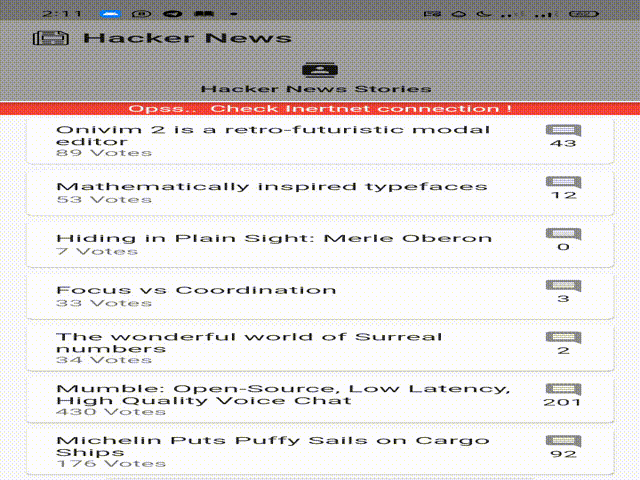 2:11
Hacker News
Hacker News Stories
Opss.. Check Inertnet connection !
Onivim 2 is a retro-futuristic modal
editor
89 Votes
43
Mathematically inspired typefaces
53 Votes
12
Hiding in Plain Sight: Merle Oberon
7 Votes
0
Focus vs Coordination
33 Votes
3
The wonderful world of Surreal
numbers
34 Votes
2
Mumble: Open-Source, Low Latency,
High Quality Voice Chat
430 Votes
201
Michelin Puts Puffy Sails on Cargo
Ships
176 Votes
92